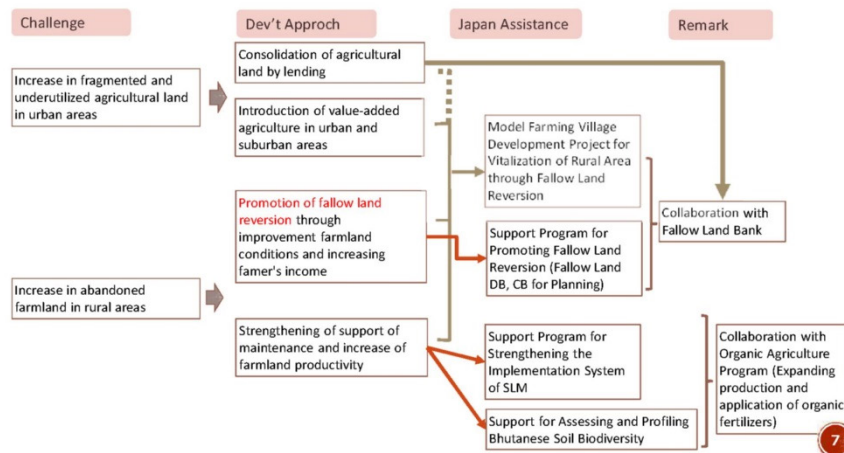 Challenge
Dev't Approch
Japan Assistance
Remark
Increase in fragmented and
underutilized agricultural land
in urban areas
Consolidation of agricultural
land by lending
Introduction of value-added
agriculture in urban and
suburban areas
Model Farming Village
Development Project for
Vitalization of Rural Area
through Fallow Land
Reversion
Promotion of fallow land
reversion through
improvement farmland
conditions and increasing
famer's income
Support Program for
Promoting Fallow Land
Reversion (Fallow Land
DB, CB for Planning)
Collaboration with
Fallow Land Bank
Increase in abandoned
farmland in rural areas
Strengthening of support of
maintenance and increase of
farmland productivity
Support Program for
Strengthening the
Implementation System
of SLM
Support for Assessing and Profiling
Bhutanese Soil Biodiversity
Collaboration with
Organic Agriculture
Program (Expanding
production and
application of organic
fertilizers)
7